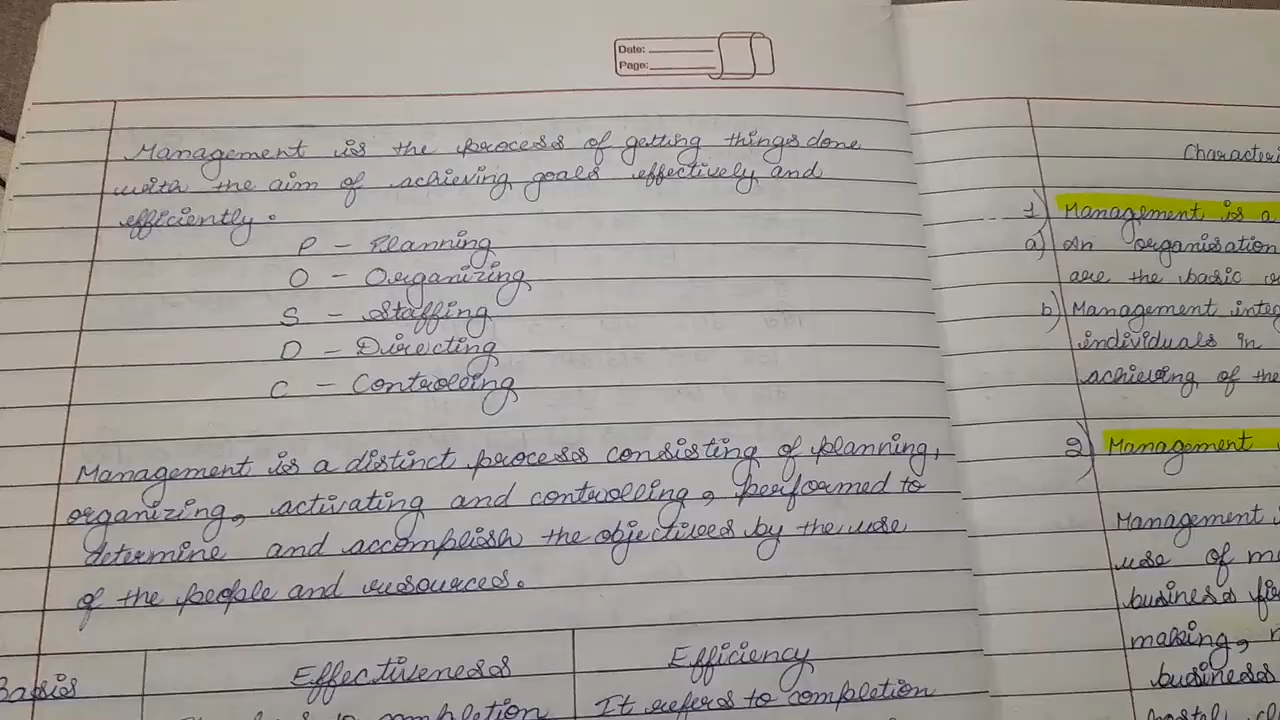 Date:
Page:
Management is the process of getting things done
with the aim of achieving goals effectively and
efficiently.
P - Planning
O - Organizing
S - Staffing
D - Directing
C - Controlling
Management is a distinct process consisting of planning,
organizing, activating and controlling, performed to
determine and accomplish the objectives by the use
of the people and resources.
Basis Effectiveness Efficiency
completion It refers to completion
Characteri
1) Management is a
a) An organisation
are the basic
b) Management integ
individuals in
achieving of the
2) Management
Management
use of
business
making,
business